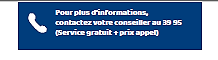 Pour plus d'informations,
contactez votre conseiller au 39 95
(Service gratuit + prix appel)